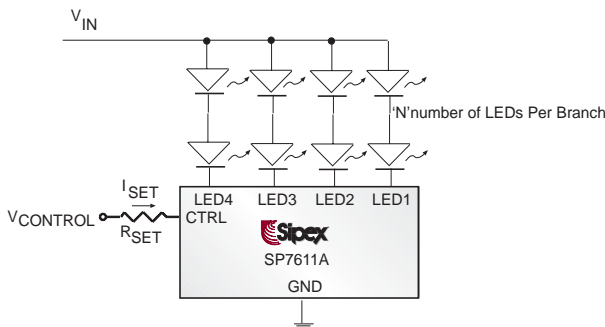 VIN
'N'number of LEDs Per Branch
LED4 LED3 LED2 LED1
ISET
VCONTROL
RSET
CTRL
Sipex
SP7611A
GND